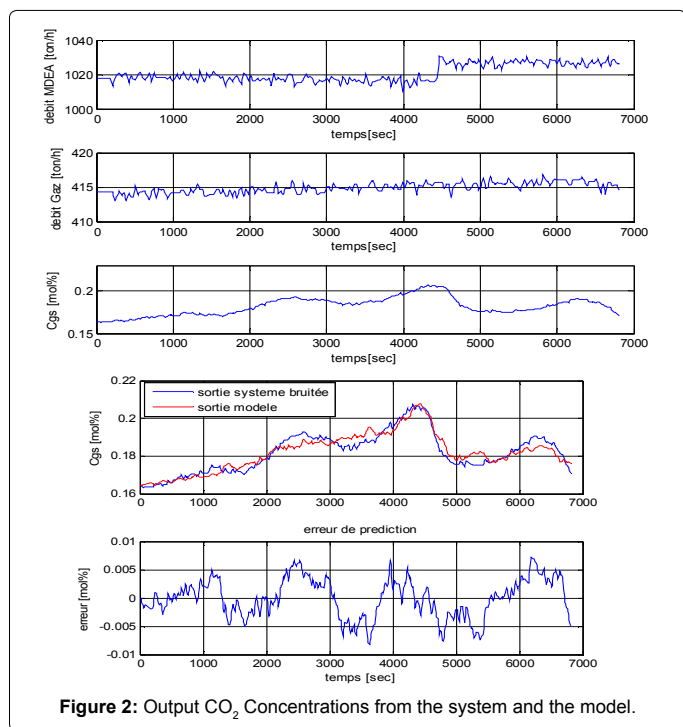 1040
1020
1000
debit MDEA [ton/h]
0 1000 2000 3000 4000 5000 6000 7000
temps[sec]
420
415
410
debit Gaz [ton/h]
0 1000 2000 3000 4000 5000 6000 7000
temps[sec]
0.2
0.15
Cgs [mol%]
0 1000 2000 3000 4000 5000 6000 7000
temps[sec]
0.22
0.2
0.18
0.16
Cgs [mol%]
sortie systeme bruitée
sortie modele
0 1000 2000 3000 4000 5000 6000 7000
temps[sec]
erreur de prediction
0.01
0.005
0
-0.005
-0.01
erreur [mol%]
0 1000 2000 3000 4000 5000 6000 7000
temps [sec]
Figure 2: Output CO₂ Concentrations from the system and the model.